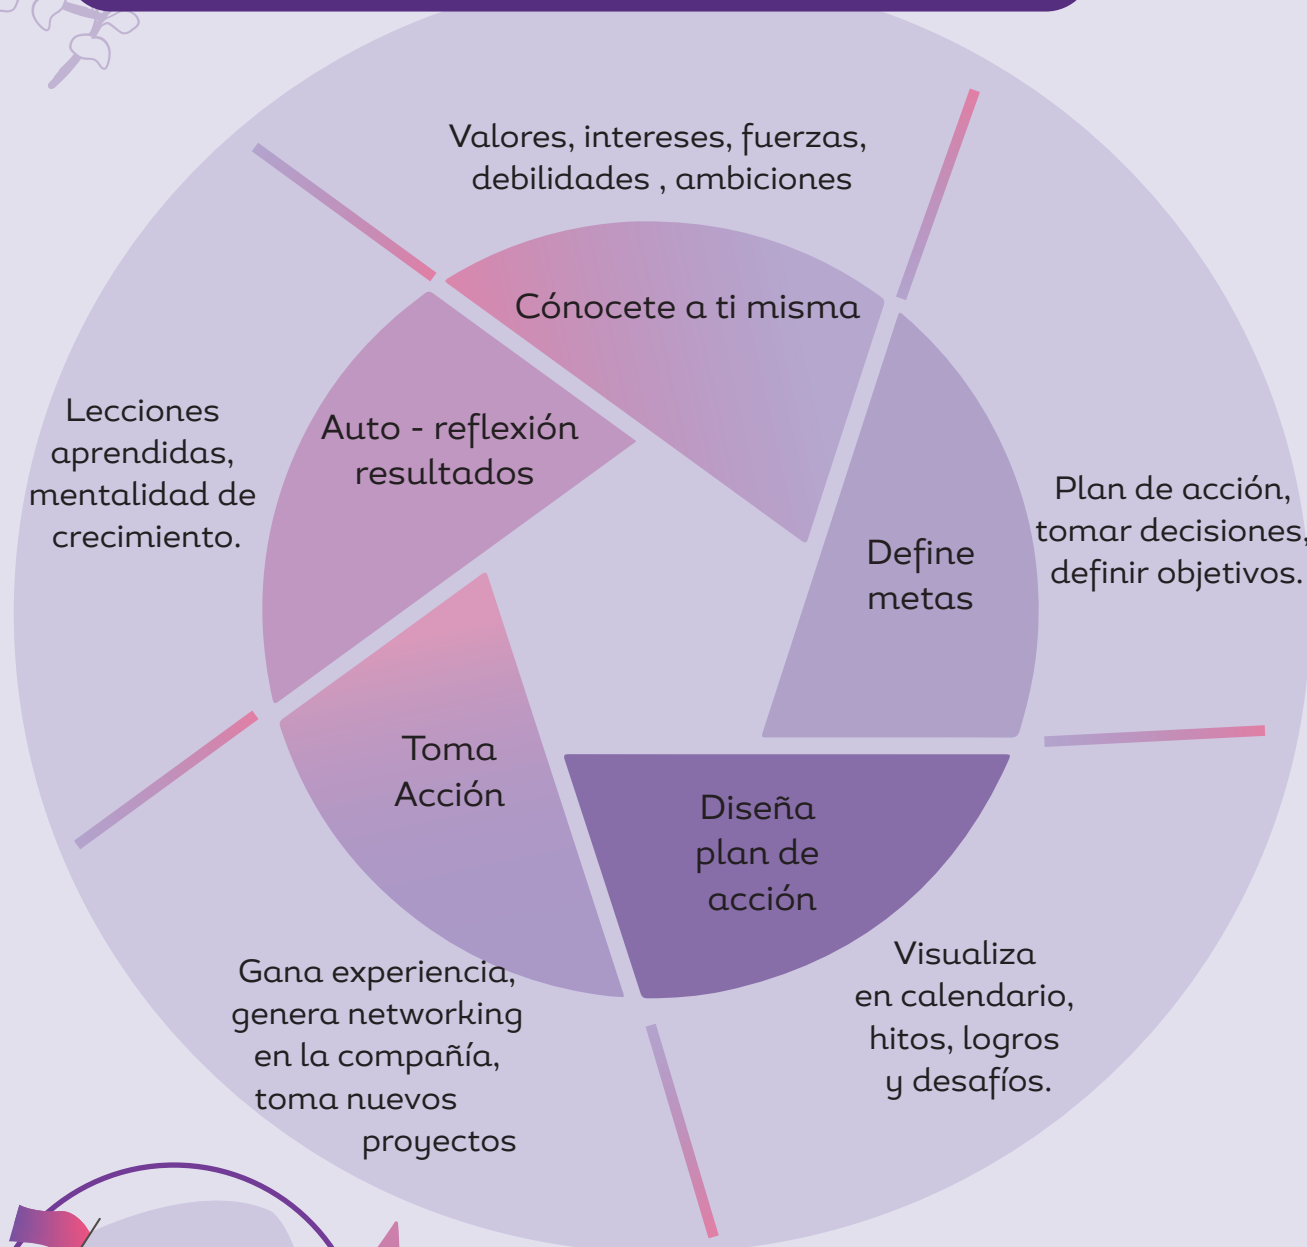 Valores, intereses, fuerzas,
debilidades , ambiciones
Cónocete a ti misma
Define
metas
Plan de acción,
tomar decisiones,
definir objetivos.
Diseña
plan de
acción
Visualiza
en calendario,
hitos, logros
y desafíos.
Toma
Acción
Gana experiencia,
genera networking
en la compañía,
toma nuevos
proyectos
Auto - reflexión
resultados
Lecciones
aprendidas,
mentalidad de
crecimiento.